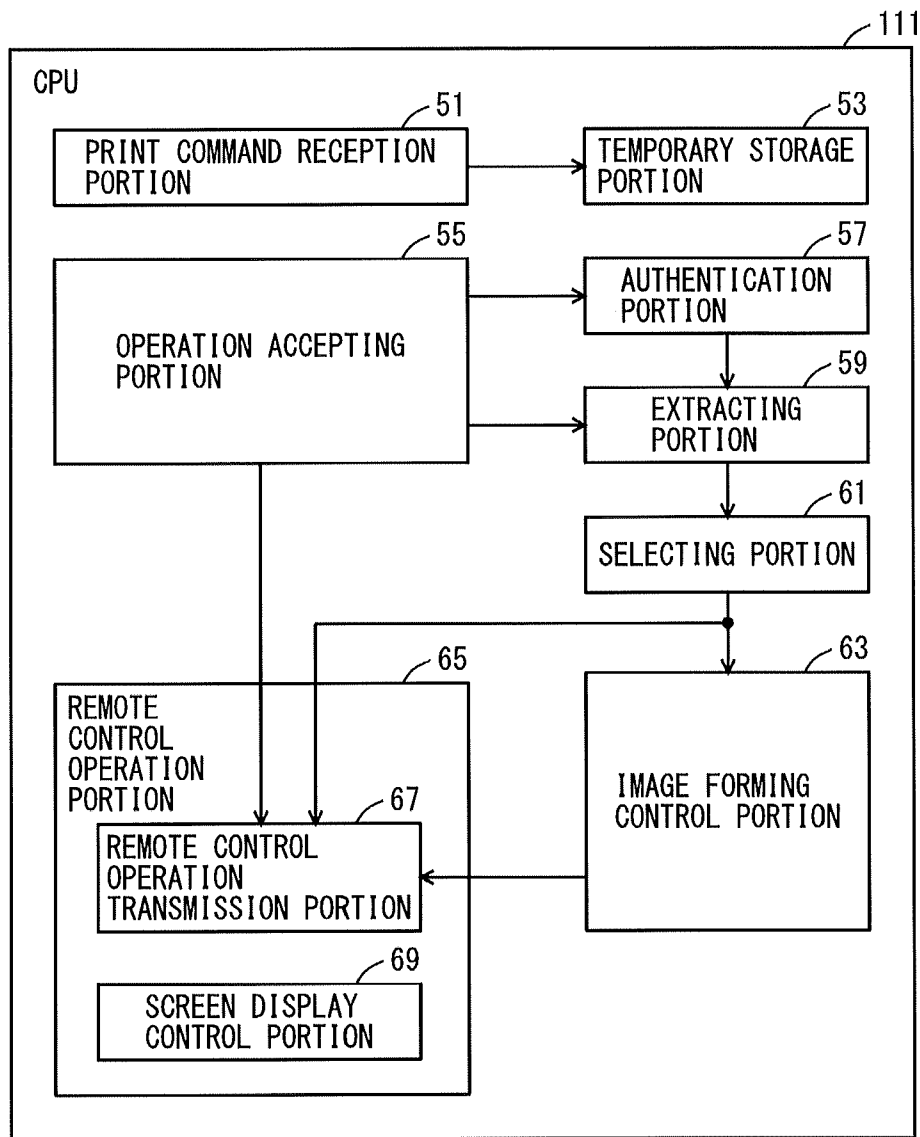 111
CPU
51
PRINT COMMAND RECEPTION
PORTION
53
TEMPORARY STORAGE
PORTION
55
OPERATION ACCEPTING
PORTION
57
AUTHENTICATION
PORTION
59
EXTRACTING
PORTION
61
SELECTING PORTION
65
REMOTE
CONTROL
OPERATION
PORTION
63
IMAGE FORMING
CONTROL PORTION
67
REMOTE CONTROL
OPERATION
TRANSMISSION PORTION
69
SCREEN DISPLAY
CONTROL PORTION